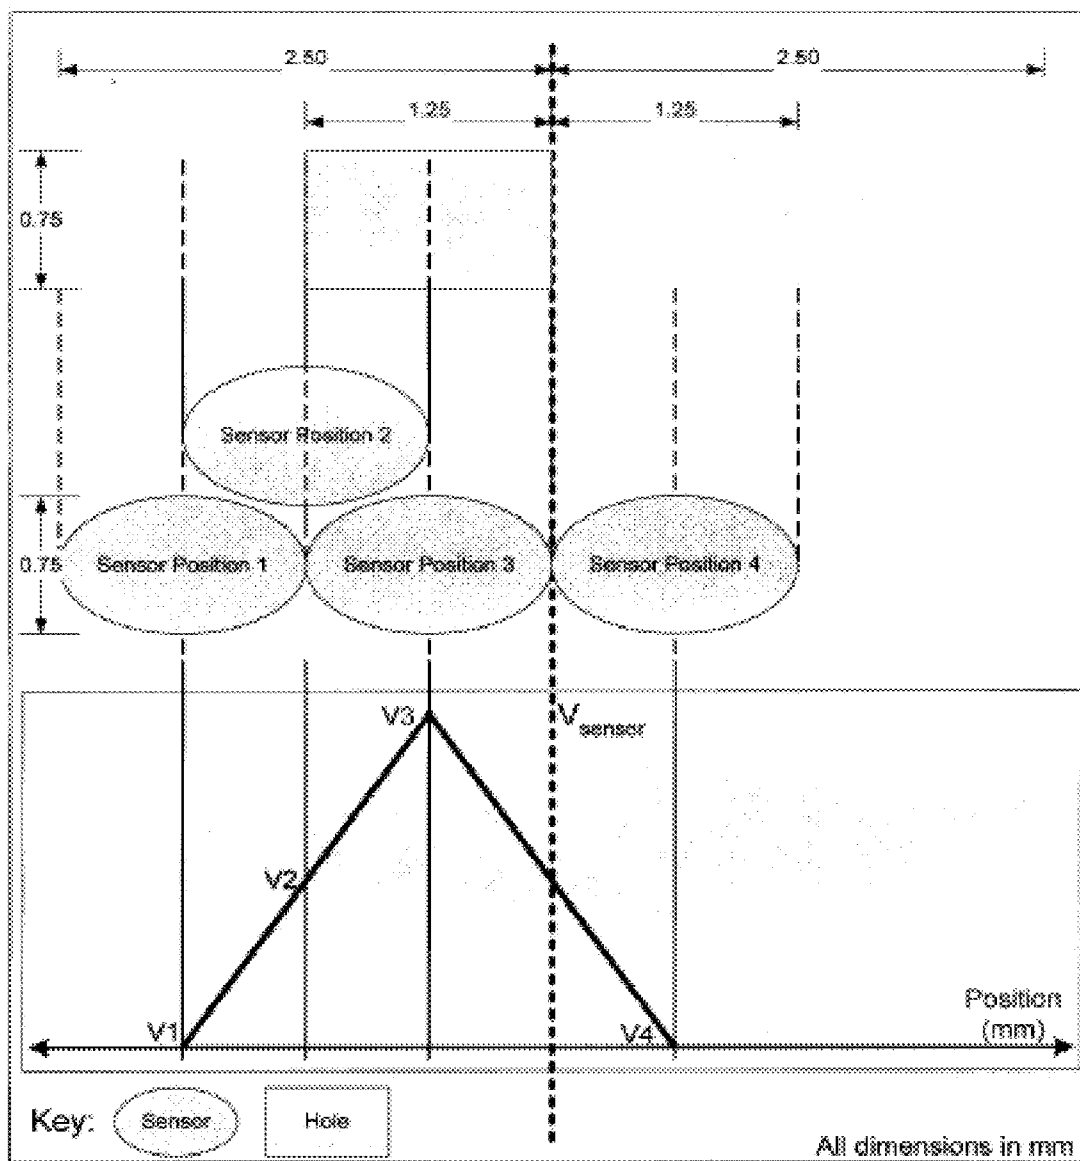 2.50 2.50
1.25 1.25
0.75
Sensor Position 2
0.75 Sensor Position 1 Sensor Position 3 Sensor Position 4
V3 Vsensor
V2
Position
(mm)
V1 V4
Key: Sensor Hole
All dimensions in mm